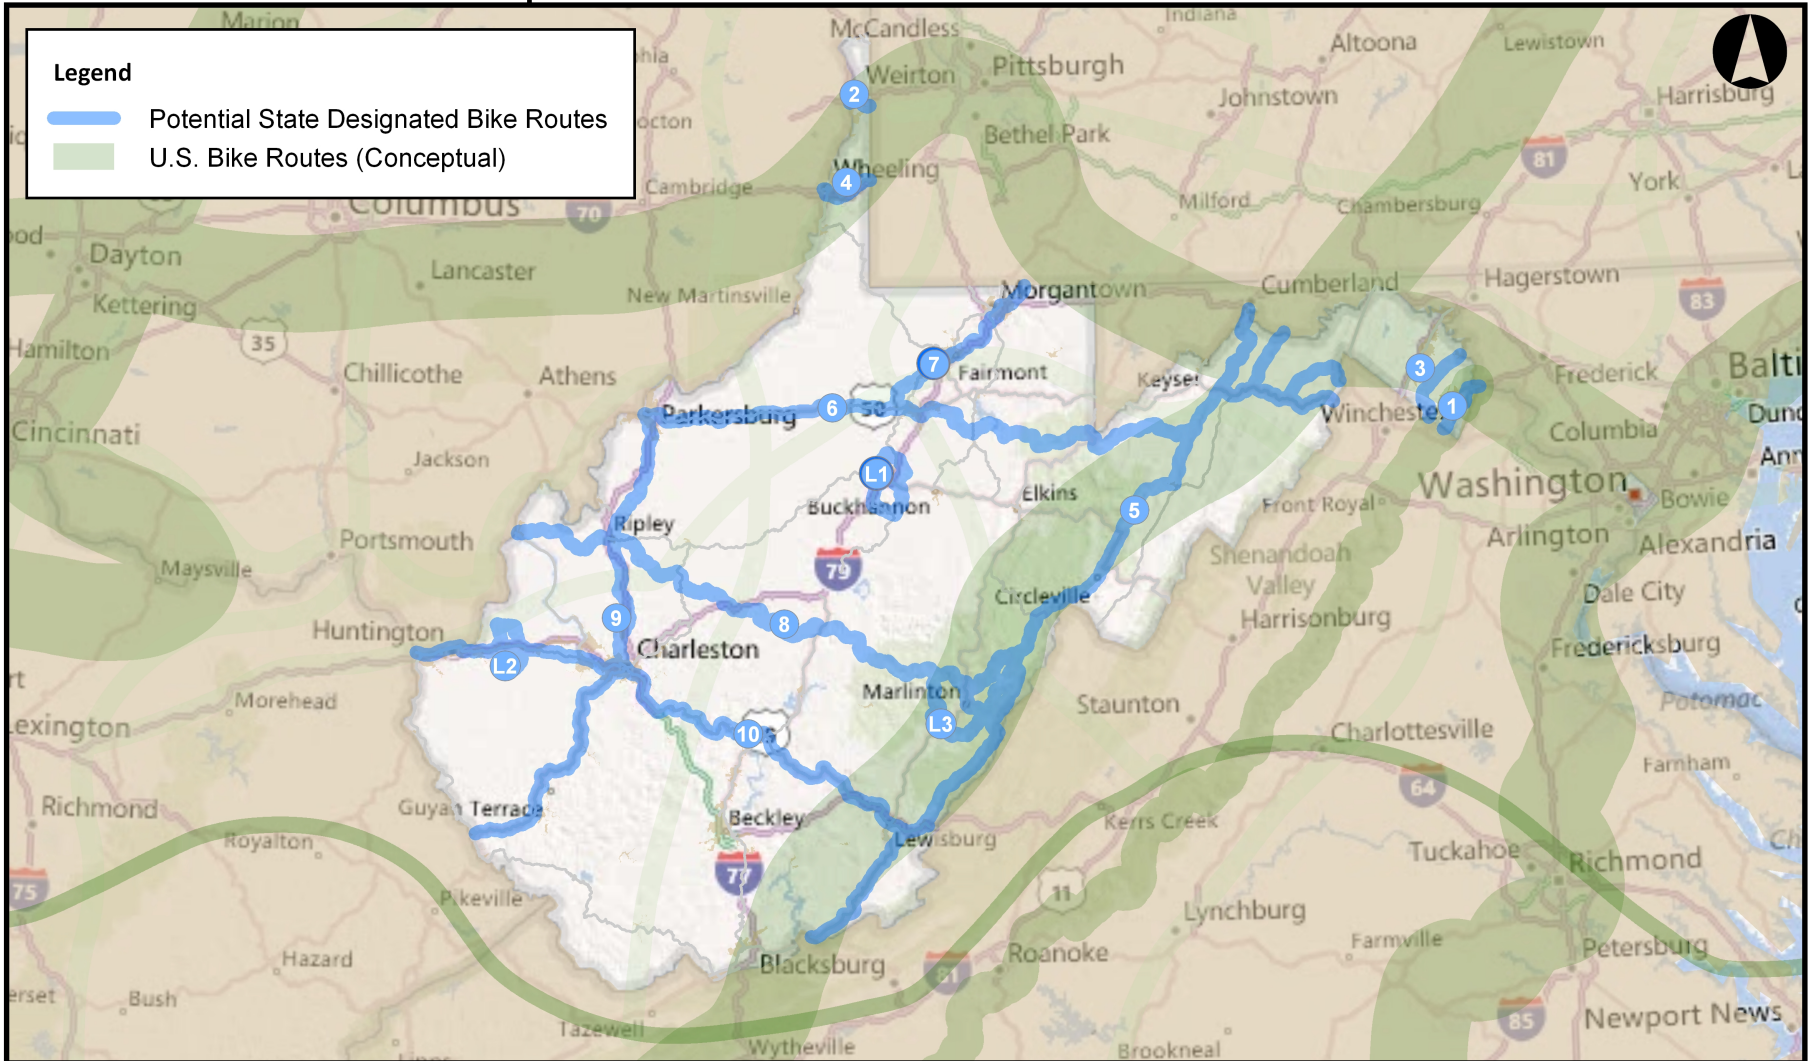 Marion
McCandless
Indiana
Altoona
Lewistown
Legend
Potential State Designated Bike Routes
U.S. Bike Routes (Conceptual)
Weirton
Pittsburgh
Johnstown
Harrisburg
2
Bethel Park
81
Wheeling
4
York
Cambridge
Columbus
70
Milford
Chambersburg
Dayton
Lancaster
Kettering
New Martinsville
Morgantown
Cumberland
Hagerstown
83
35
Hamilton
Chillicothe
Athens
7
Fairmont
Keyser
3
Frederick
Balti
Parkersburg
6
50
Wincheste
1
Columbia
Cincinnati
Jackson
L1
Buckhannon
Elkins
5
Washington
Front Royal
Bowie
Ripley
Portsmouth
Arlington
Alexandria
Maysville
79
Shenandoah
Valley
Circleville
Dale City
9
8
Harrisonburg
Huntington
Charleston
Fredericksburg
L2
Marlinton
Morehead
Staunton
Potomac
L3
Charlottesville
exington
10
Farnham
64
Richmond
Guyan Terrace
Beckley
Kerrs Creek
Royalton
Lewisburg
Tuckahoe
Richmond
75
77
Pikeville
11
Lynchburg
Farmville
Petersburg
Hazard
Blacksburg
81
Roanoke
Bush
Tazewell
85
Newport News
Wytheville
Brookneal